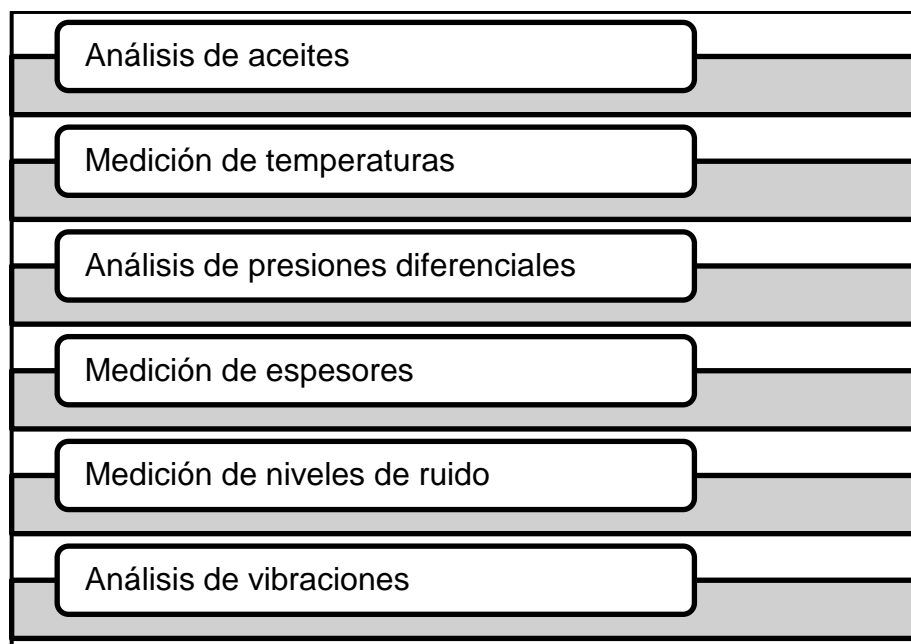 Análisis de aceites
Medición de temperaturas
Análisis de presiones diferenciales
Medición de espesores
Medición de niveles de ruido
Análisis de vibraciones